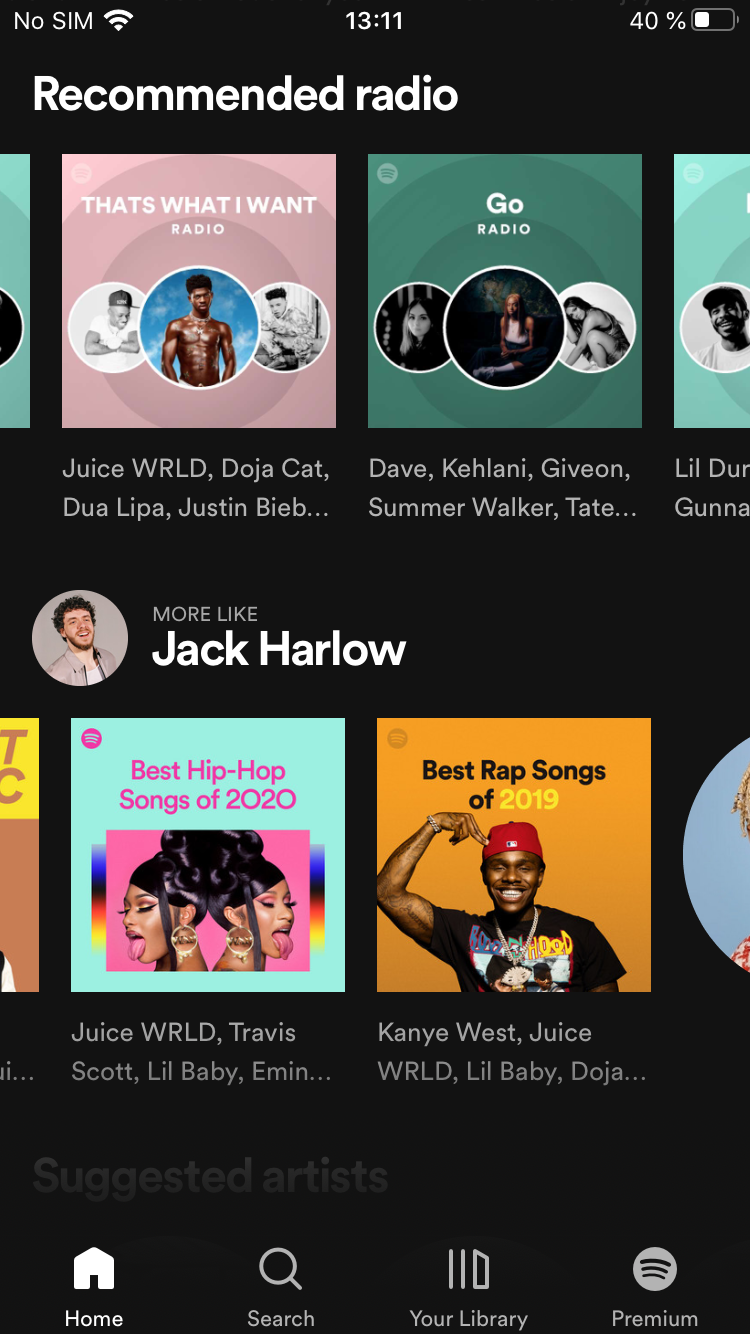 No SIM 13:11 40 %
Recommended radio
THATS WHAT I WANT
RADIO
Go
RADIO
Juice WRLD, Doja Cat,
Dua Lipa, Justin Bieb...
Dave, Kehlani, Giveon,
Summer Walker, Tate...
Lil Dur
Gunna
MORE LIKE
Jack Harlow
T
C
Best Hip-Hop
Songs of 2020
Best Rap Songs
of 2019
Juice WRLD, Travis
Scott, Lil Baby, Emin...
Kanye West, Juice
WRLD, Lil Baby, Doja...
ui...
Suggested artists
Home
Search
Your Library
Premium